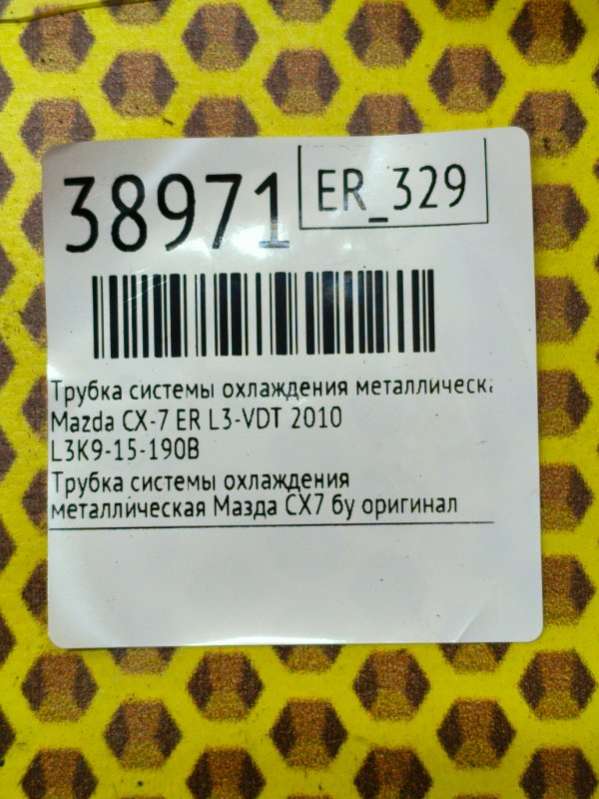 38971
ER_329
Трубка системы охлаждения металлическа
Mazda CX-7 ER L3-VDT 2010
L3K9-15-190B
Трубка системы охлаждения
металлическая Мазда СХ7 бу оригинал